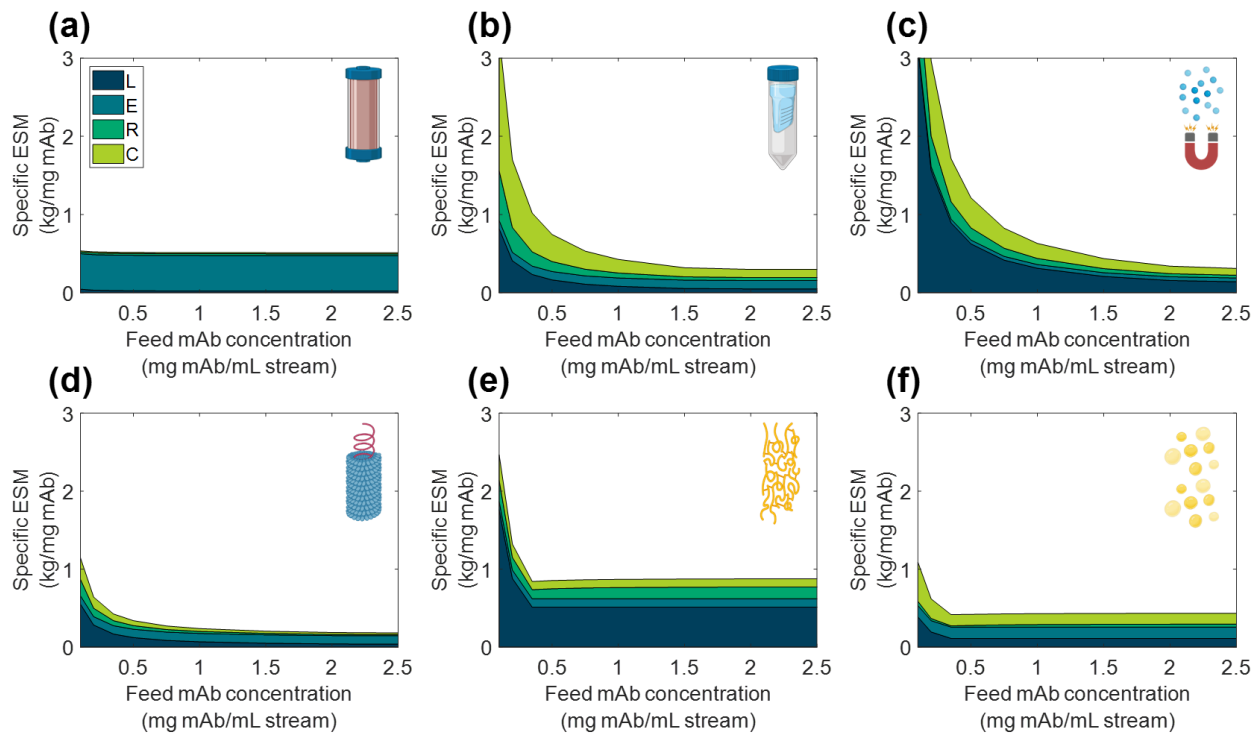 (a)
(b)
(c)
3
2
1
0
Specific ESM
(kg/mg mAb)
L
E
R
C
0.5
1
1.5
2
2.5
Feed mAb concentration
(mg mAb/mL stream)
3
2
1
0
Specific ESM
(kg/mg mAb)
0.5
1
1.5
2
2.5
Feed mAb concentration
(mg mAb/mL stream)
3
2
1
0
Specific ESM
(kg/mg mAb)
0.5
1
1.5
2
2.5
Feed mAb concentration
(mg mAb/mL stream)
(d)
(e)
(f)
3
2
1
0
Specific ESM
(kg/mg mAb)
0.5
1
1.5
2
2.5
Feed mAb concentration
(mg mAb/mL stream)
3
2
1
0
Specific ESM
(kg/mg mAb)
0.5
1
1.5
2
2.5
Feed mAb concentration
(mg mAb/mL stream)
3
2
1
0
Specific ESM
(kg/mg mAb)
0.5
1
1.5
2
2.5
Feed mAb concentration
(mg mAb/mL stream)